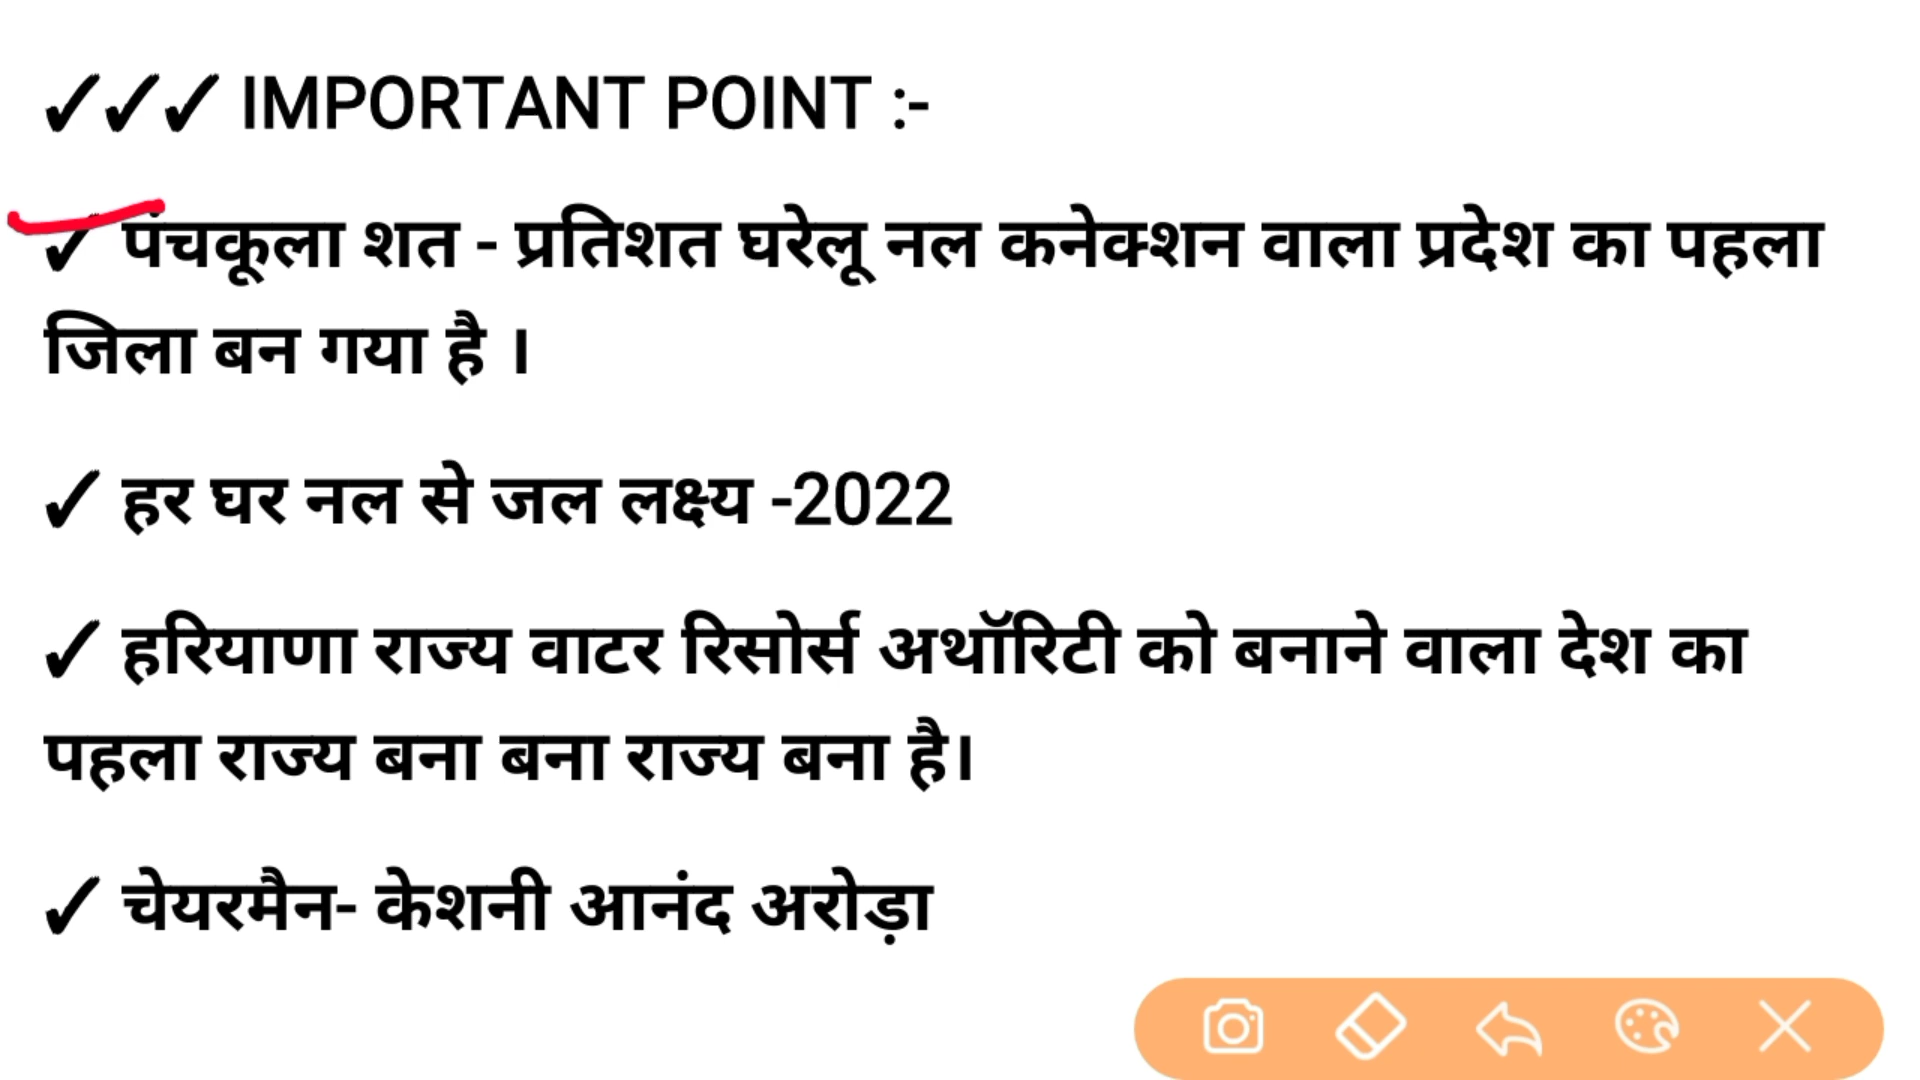 ✓✓✓ IMPORTANT POINT :-
✓ पंचकूला शत - प्रतिशत घरेलू नल कनेक्शन वाला प्रदेश का पहला
जिला बन गया है ।
✓ हर घर नल से जल लक्ष्य -2022
✓ हरियाणा राज्य वाटर रिसोर्स अथॉरिटी को बनाने वाला देश का
पहला राज्य बना बना राज्य बना है।
✓ चेयरमैन- केशनी आनंद अरोड़ा